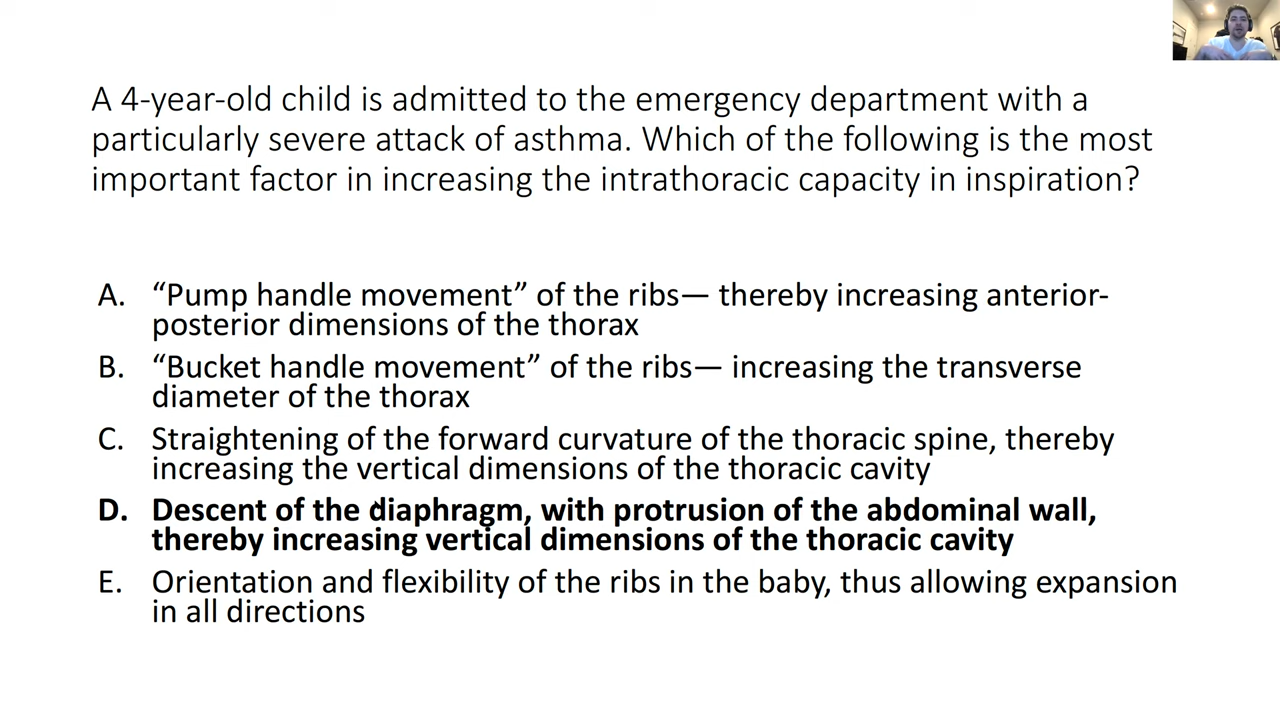 A 4-year-old child is admitted to the emergency department with a
particularly severe attack of asthma. Which of the following is the most
important factor in increasing the intrathoracic capacity in inspiration?
A. “Pump handle movement” of the ribs— thereby increasing anterior-
posterior dimensions of the thorax
B. “Bucket handle movement” of the ribs— increasing the transverse
diameter of the thorax
C. Straightening of the forward curvature of the thoracic spine, thereby
increasing the vertical dimensions of the thoracic cavity
D. Descent of the diaphragm, with protrusion of the abdominal wall,
thereby increasing vertical dimensions of the thoracic cavity
E. Orientation and flexibility of the ribs in the baby, thus allowing expansion
in all directions